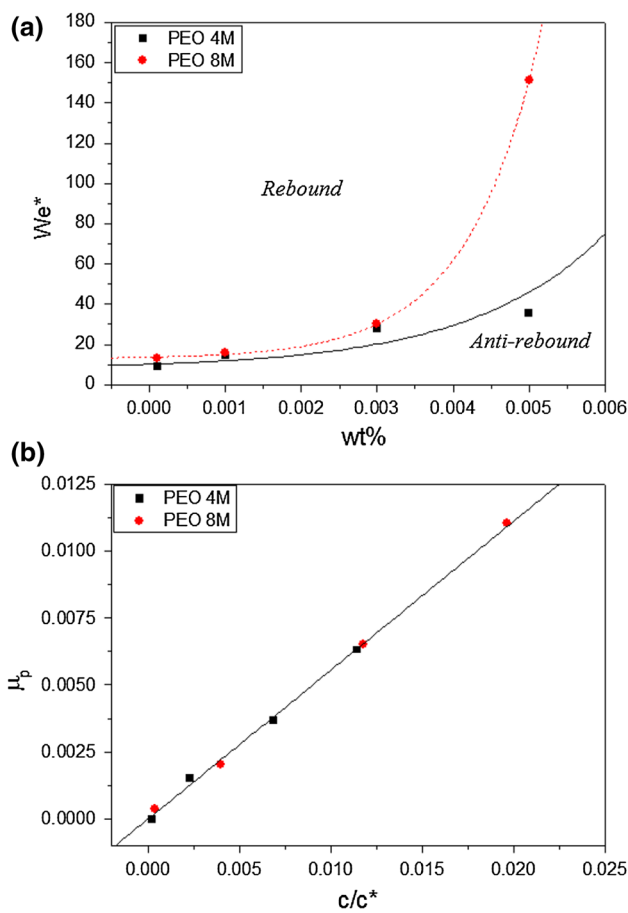 (a)
PEO 4M
PEO 8M
180
160
140
120
100
80
60
40
20
0
We*
Rebound
Anti-rebound
0.000 0.001 0.002 0.003 0.004 0.005 0.006
wt%
(b)
PEO 4M
PEO 8M
0.0125
0.0100
0.0075
0.0050
0.0025
0.0000
μp
0.000 0.005 0.010 0.015 0.020 0.025
c/c*